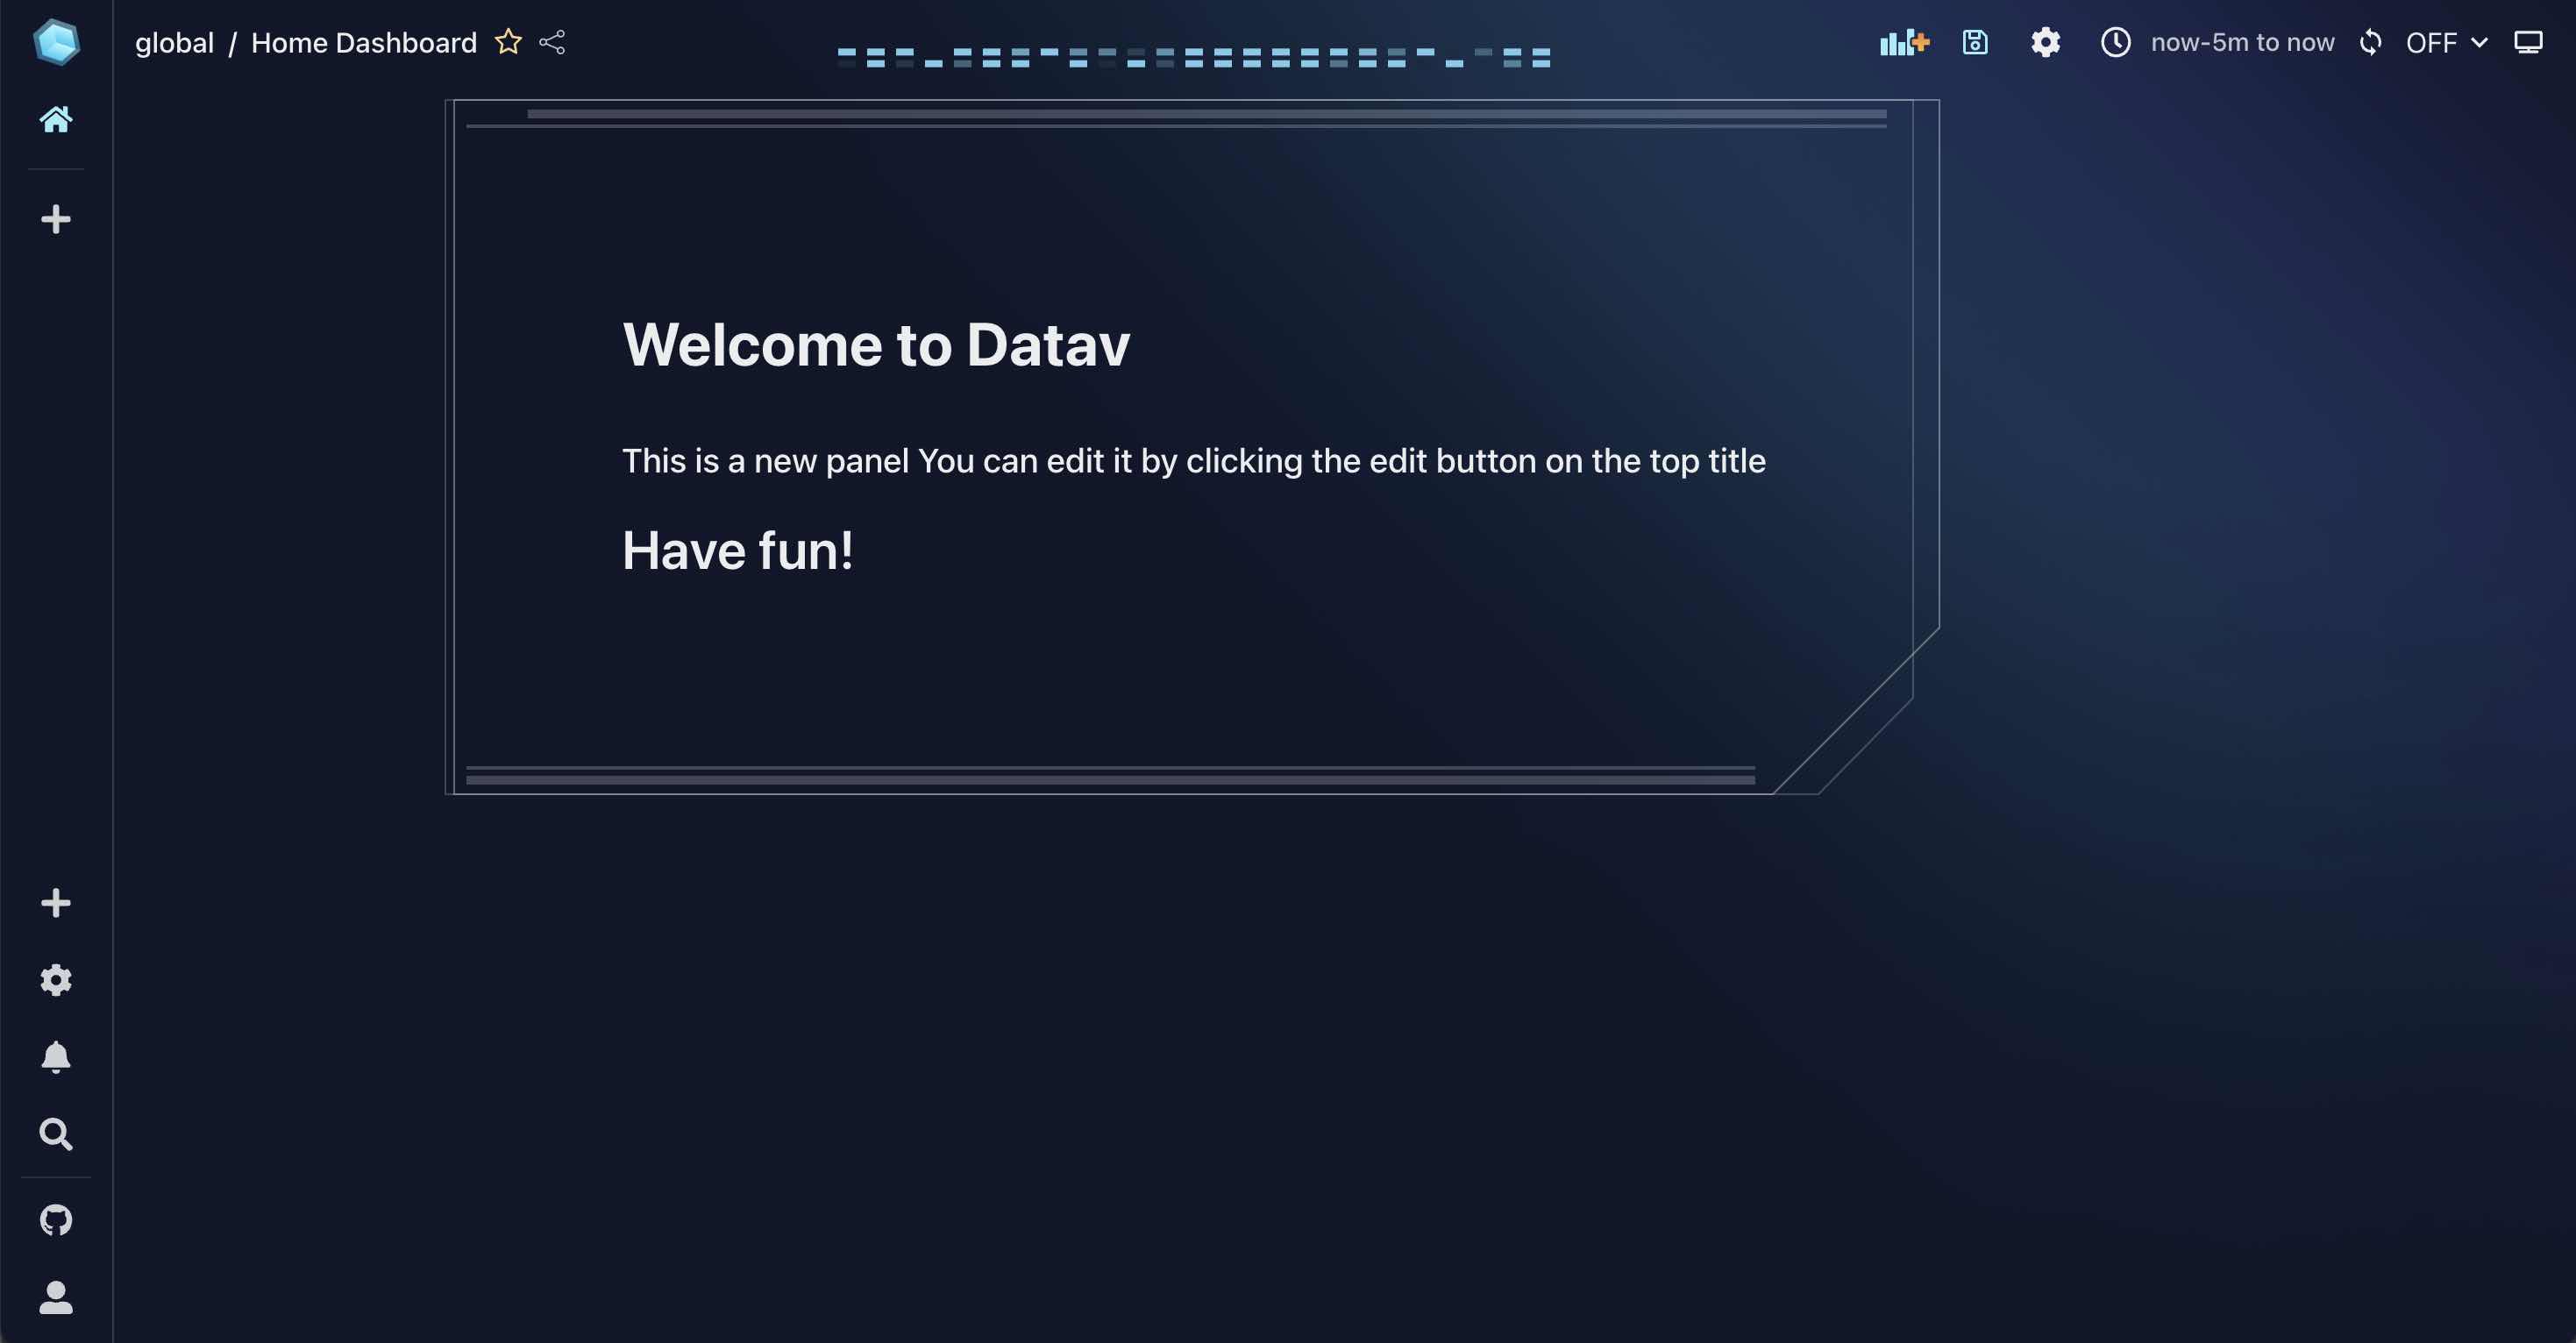 global / Home Dashboard
now-5m to now
OFF
Welcome to Datav
This is a new panel You can edit it by clicking the edit button on the top title
Have fun!